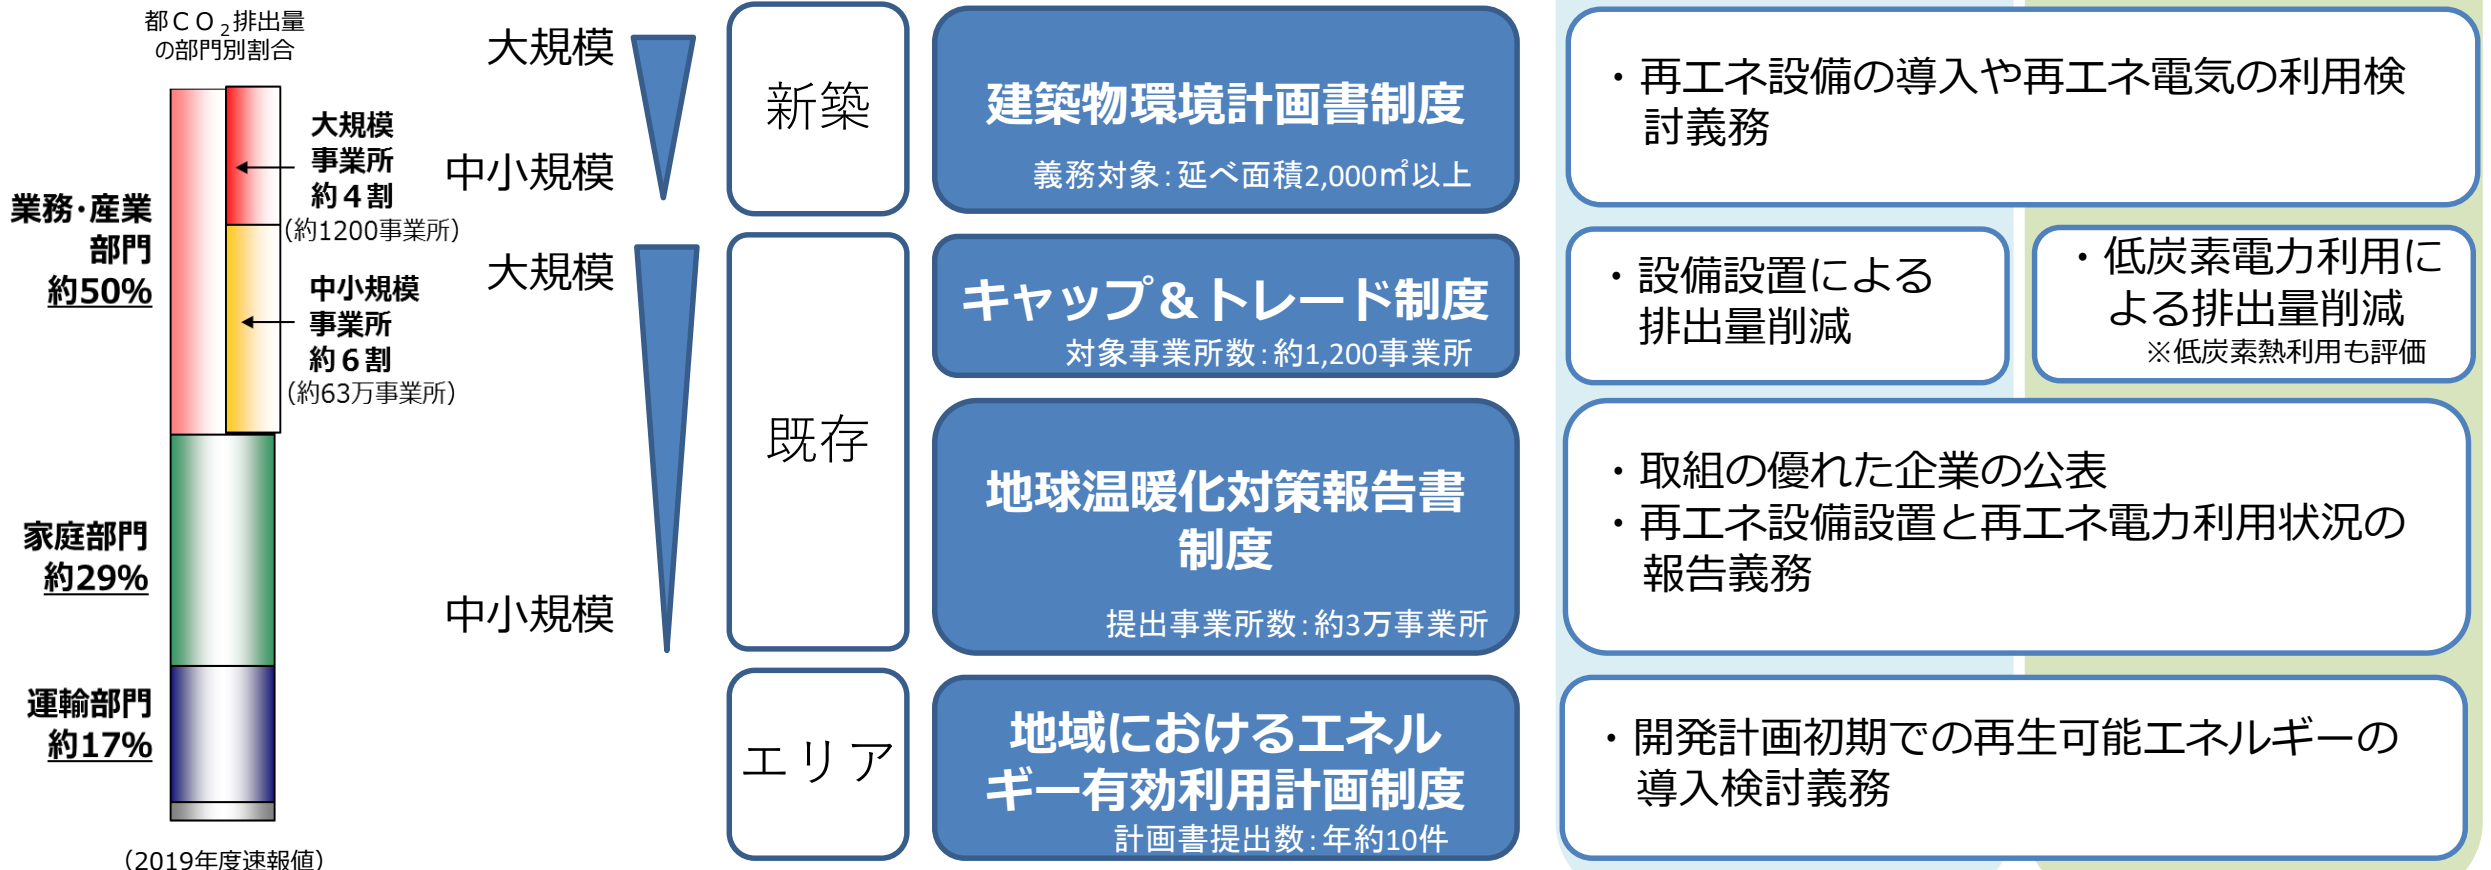 都CO₂排出量
の部門別割合
業務・産業
部門
約50%
大規模
事業所
約４割
（約1200事業所）
中小規模
事業所
約６割
（約63万事業所）
家庭部門
約29%
運輸部門
約17%
（2019年度速報値）
大規模
中小規模
新築
建築物環境計画書制度
義務対象：延べ面積2,000㎡以上
・再エネ設備の導入や再エネ電気の利用検
討義務
大規模
中小規模
既存
キャップ＆トレード制度
対象事業所数：約1,200事業所
・設備設置による
排出量削減
・低炭素電力利用に
よる排出量削減
※低炭素熱利用も評価
地球温暖化対策報告書
制度
提出事業所数：約3万事業所
・取組の優れた企業の公表
・再エネ設備設置と再エネ電力利用状況の
報告義務
エリア
地域におけるエネル
ギー有効利用計画制度
計画書提出数：年約10件
・開発計画初期での再生可能エネルギーの
導入検討義務